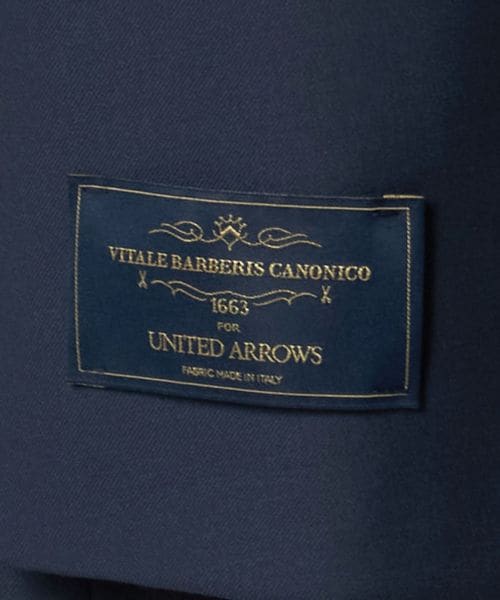 VITALE BARBERIS CANONICO
1663
FOR
UNITED ARROWS
FABRIC MADE IN ITALY